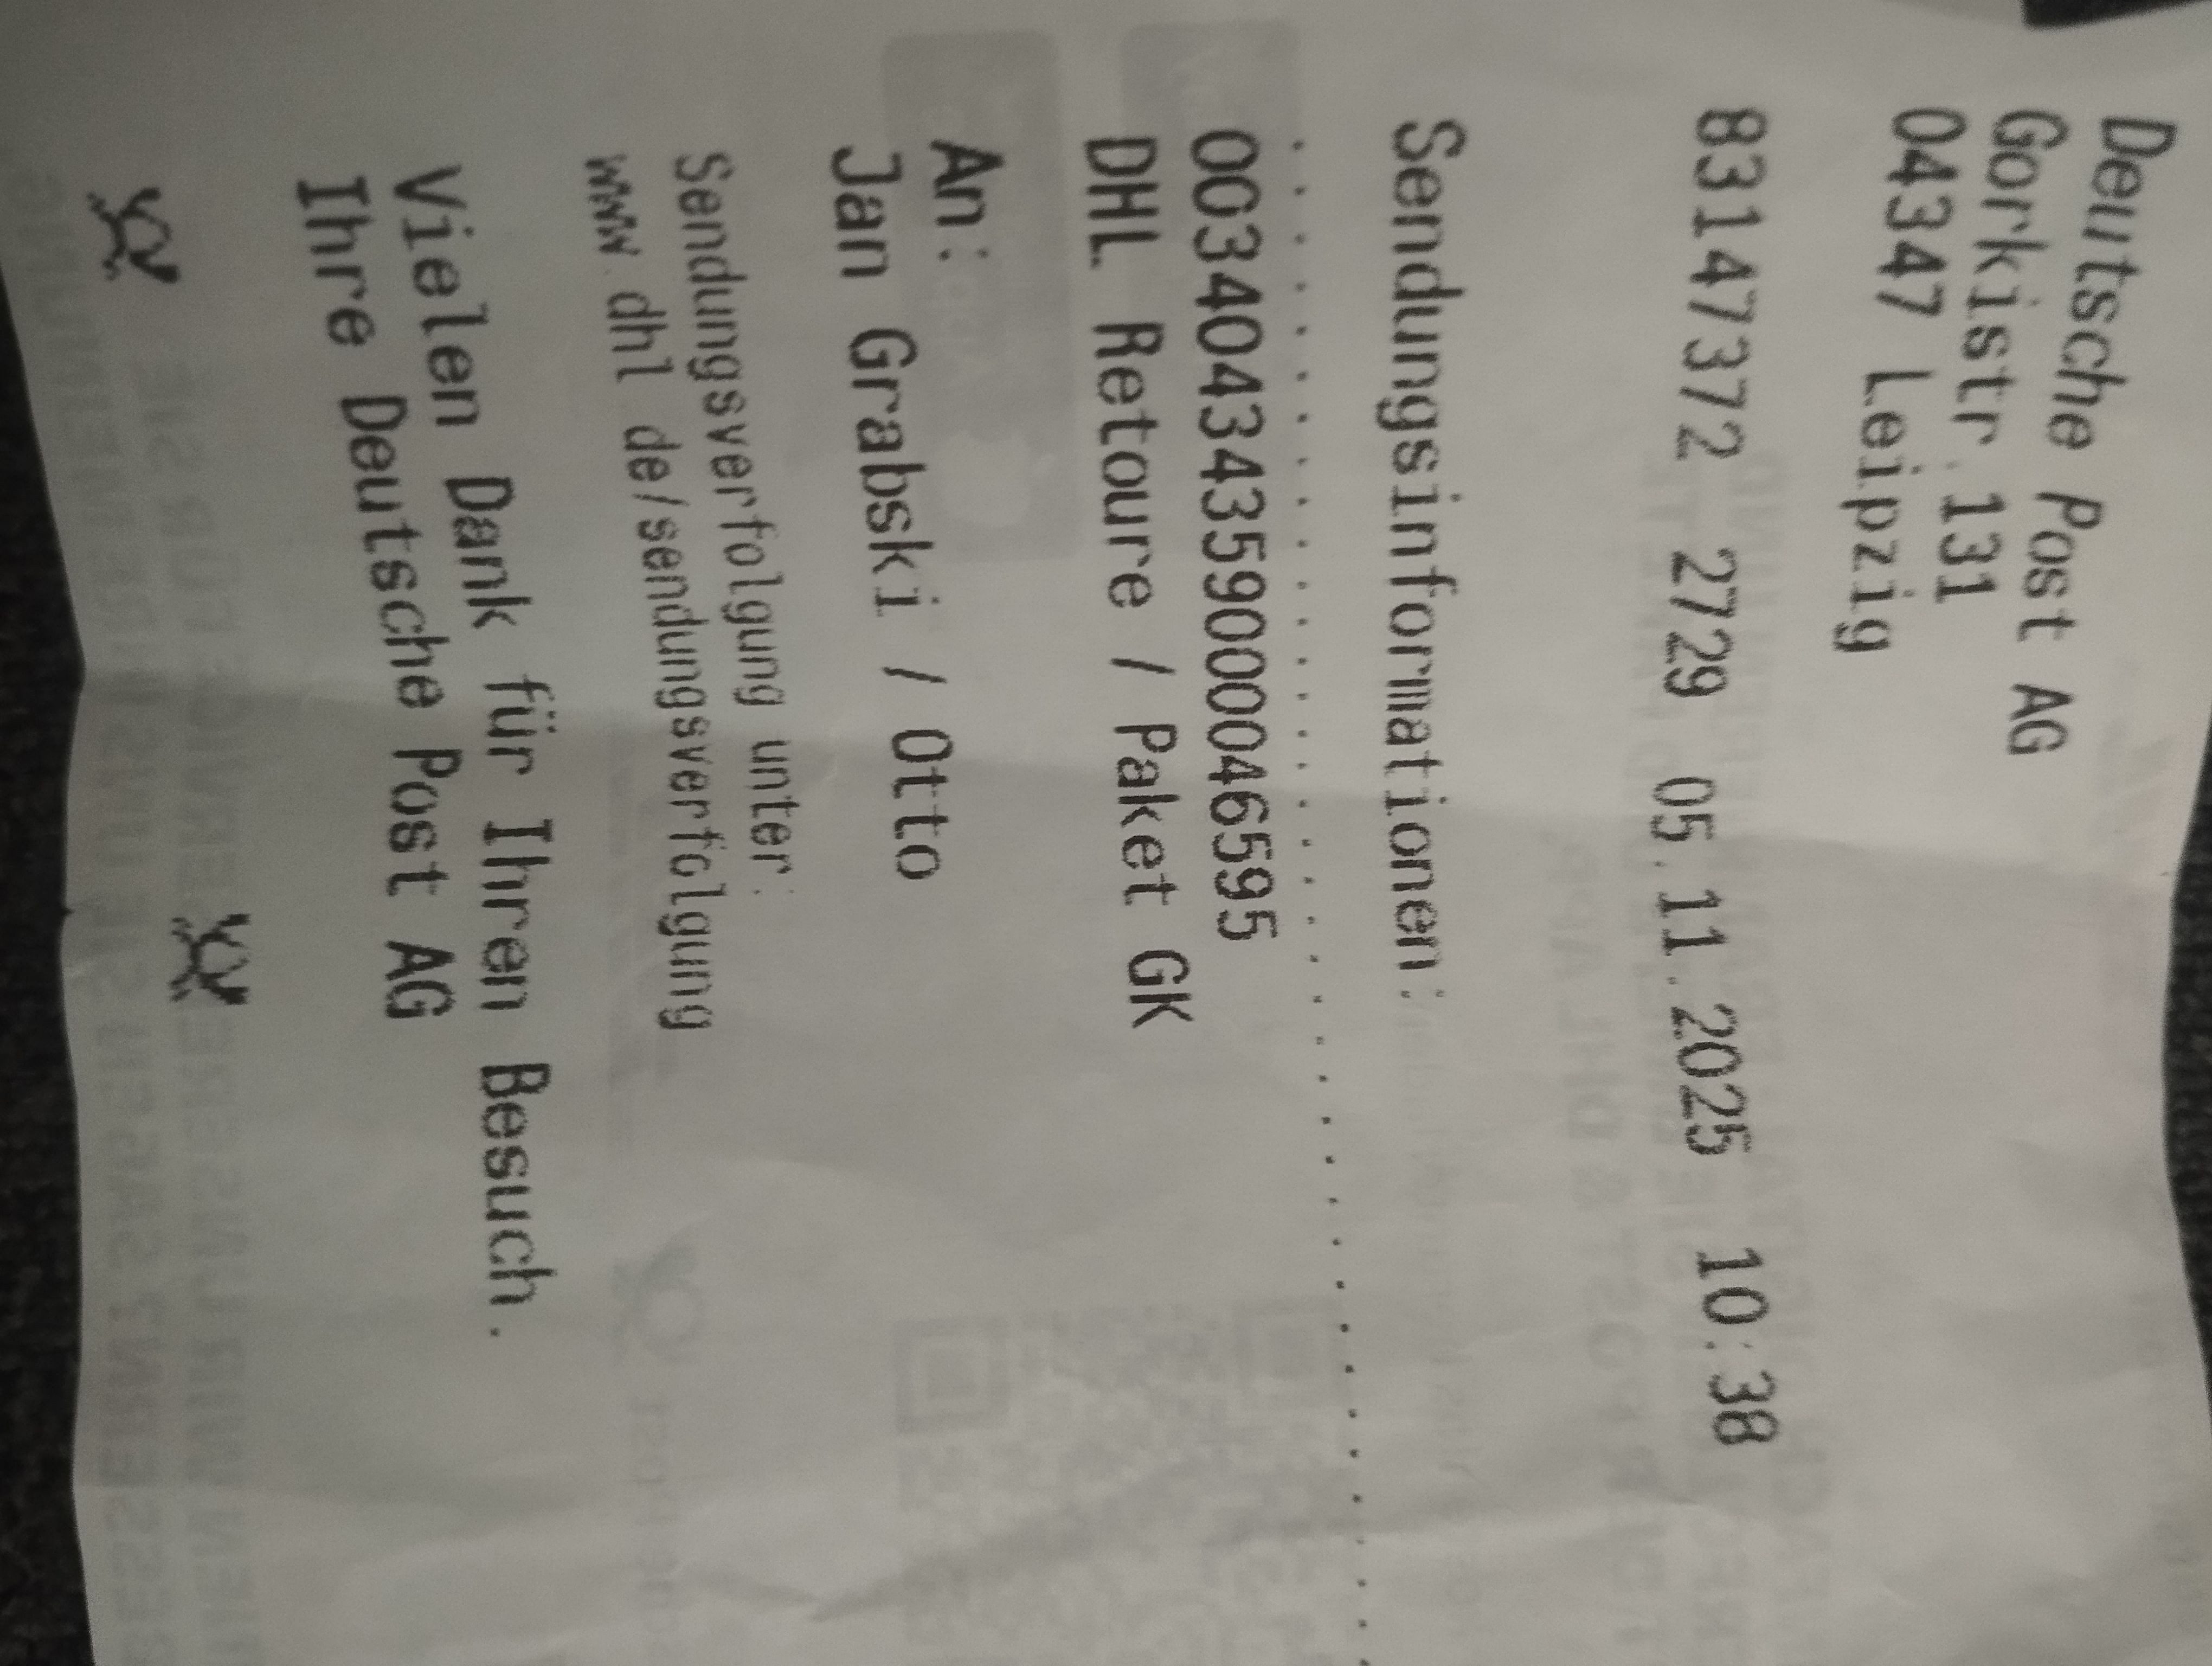 Deutsche Post AG
Gorkistr.131
04347 Leipzig
83147372 2729 05.11.2025 10:38
Sendungsinformationen:
00340434359000046595
DHL Retoure / Paket GK
An:
Jan Grabski / Otto
Sendungsverfolgung unter:
www.dhl.de/sendungsverfolgung
Vielen Dank für Ihren Besuch.
Ihre Deutsche Post AG